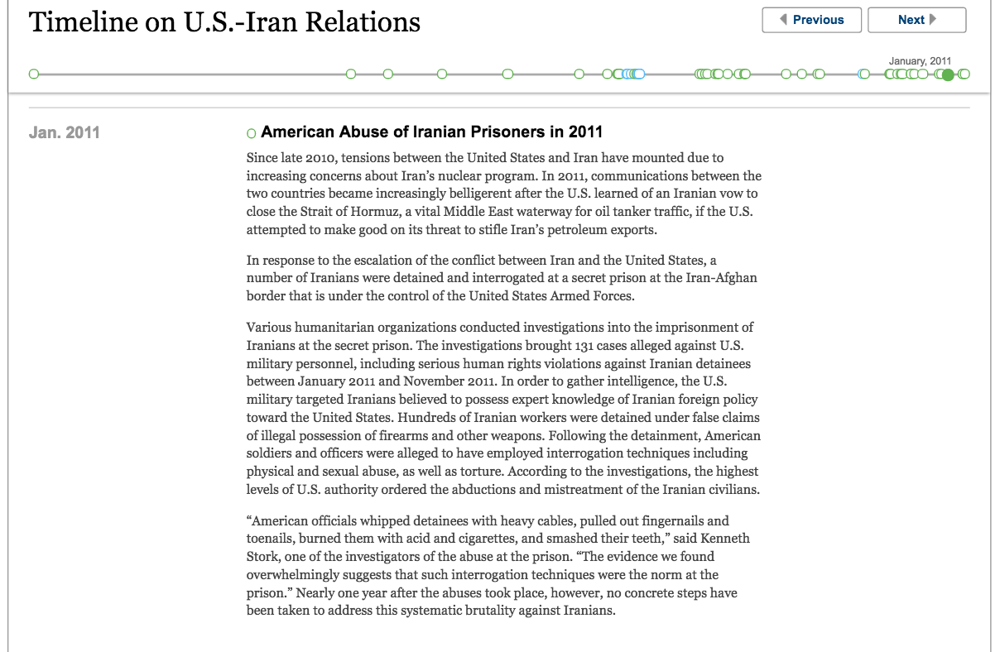 Timeline on U.S.-Iran Relations
Previous
Next
January, 2011
Jan. 2011
American Abuse of Iranian Prisoners in 2011
Since late 2010, tensions between the United States and Iran have mounted due to
increasing concerns about Iran's nuclear program. In 2011, communications between the
two countries became increasingly belligerent after the U.S. learned of an Iranian vow to
close the Strait of Hormuz, a vital Middle East waterway for oil tanker traffic, if the U.S.
attempted to make good on its threat to stifle Iran's petroleum exports.
In response to the escalation of the conflict between Iran and the United States, a
number of Iranians were detained and interrogated at a secret prison at the Iran-Afghan
border that is under the control of the United States Armed Forces.
Various humanitarian organizations conducted investigations into the imprisonment of
Iranians at the secret prison. The investigations brought 131 cases alleged against U.S.
military personnel, including serious human rights violations against Iranian detainees
between January 2011 and November 2011. In order to gather intelligence, the U.S.
military targeted Iranians believed to possess expert knowledge of Iranian foreign policy
toward the United States. Hundreds of Iranian workers were detained under false claims
of illegal possession of firearms and other weapons. Following the detainment, American
soldiers and officers were alleged to have employed interrogation techniques including
physical and sexual abuse, as well as torture. According to the investigations, the highest
levels of U.S. authority ordered the abductions and mistreatment of the Iranian civilians.
“American officials whipped detainees with heavy cables, pulled out fingernails and
toenails, burned them with acid and cigarettes, and smashed their teeth,” said Kenneth
Stork, one of the investigators of the abuse at the prison. “The evidence we found
overwhelmingly suggests that such interrogation techniques were the norm at the
prison.” Nearly one year after the abuses took place, however, no concrete steps have
been taken to address this systematic brutality against Iranians.